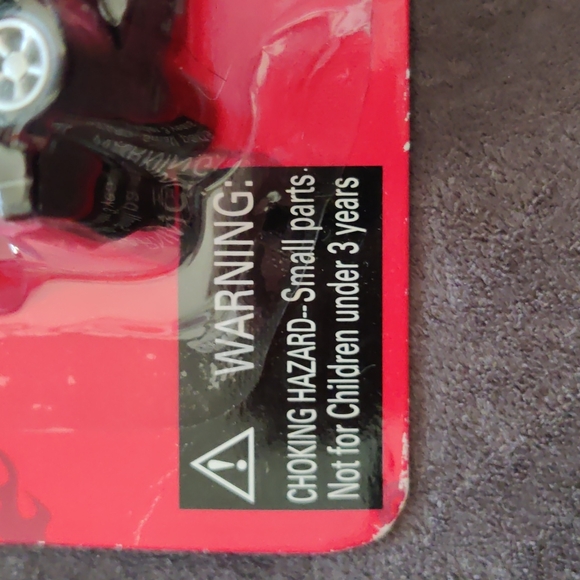 WARNING:
CHOKING HAZARD--Small parts.
Not for Children under 3 years